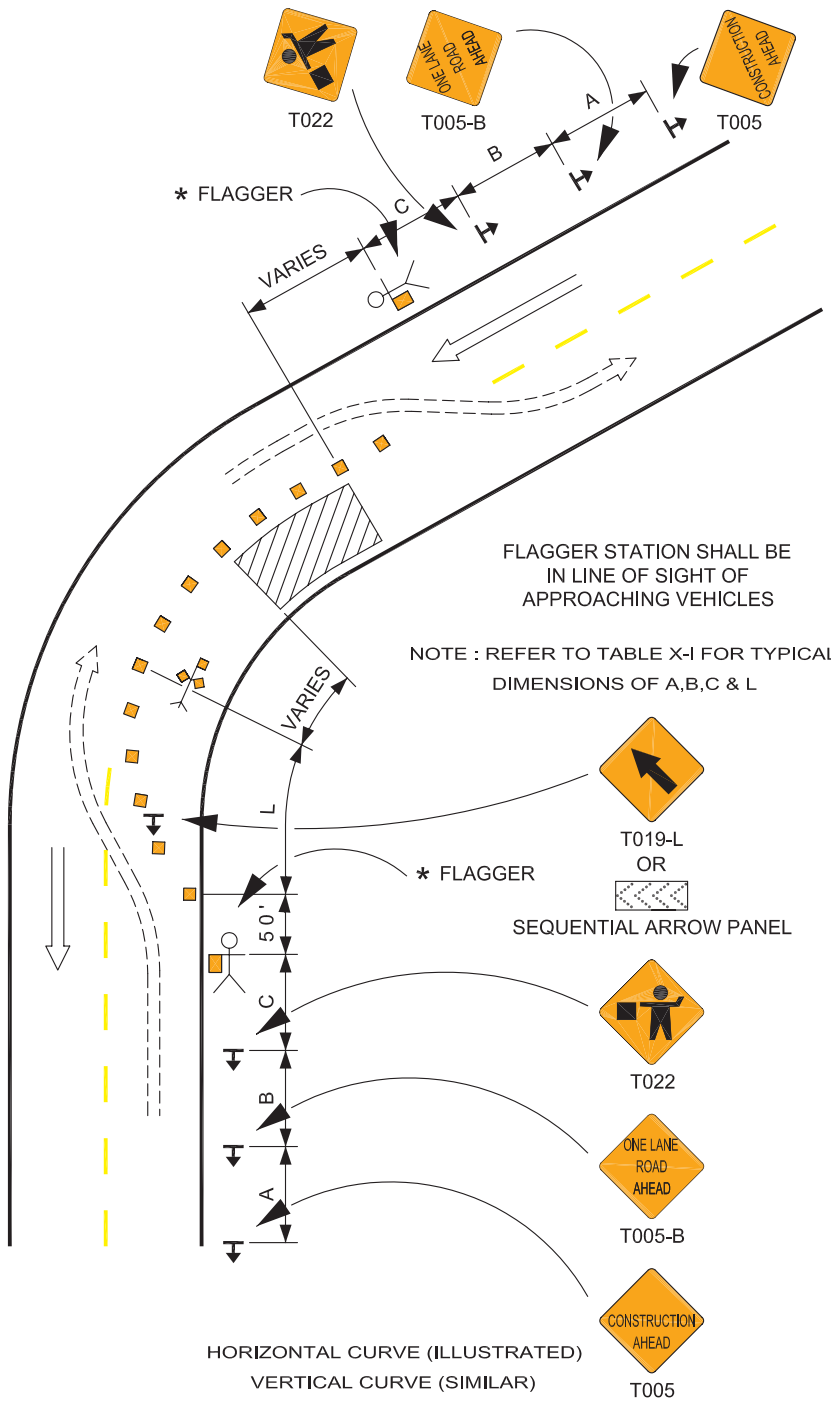 ONE LANE
ROAD
AHEAD
CONSTRUCTION
AHEAD
T022
T005-B
T005
A
B
C
* FLAGGER
VARIES
FLAGGER STATION SHALL BE
IN LINE OF SIGHT OF
APPROACHING VEHICLES
NOTE : REFER TO TABLE X-I FOR TYPICAL
DIMENSIONS OF A,B,C & L
VARIES
L
T019-L
OR
SEQUENTIAL ARROW PANEL
* FLAGGER
50'
C
T022
B
ONE LANE
ROAD
AHEAD
T005-B
A
CONSTRUCTION
AHEAD
T005
HORIZONTAL CURVE (ILLUSTRATED)
VERTICAL CURVE (SIMILAR)